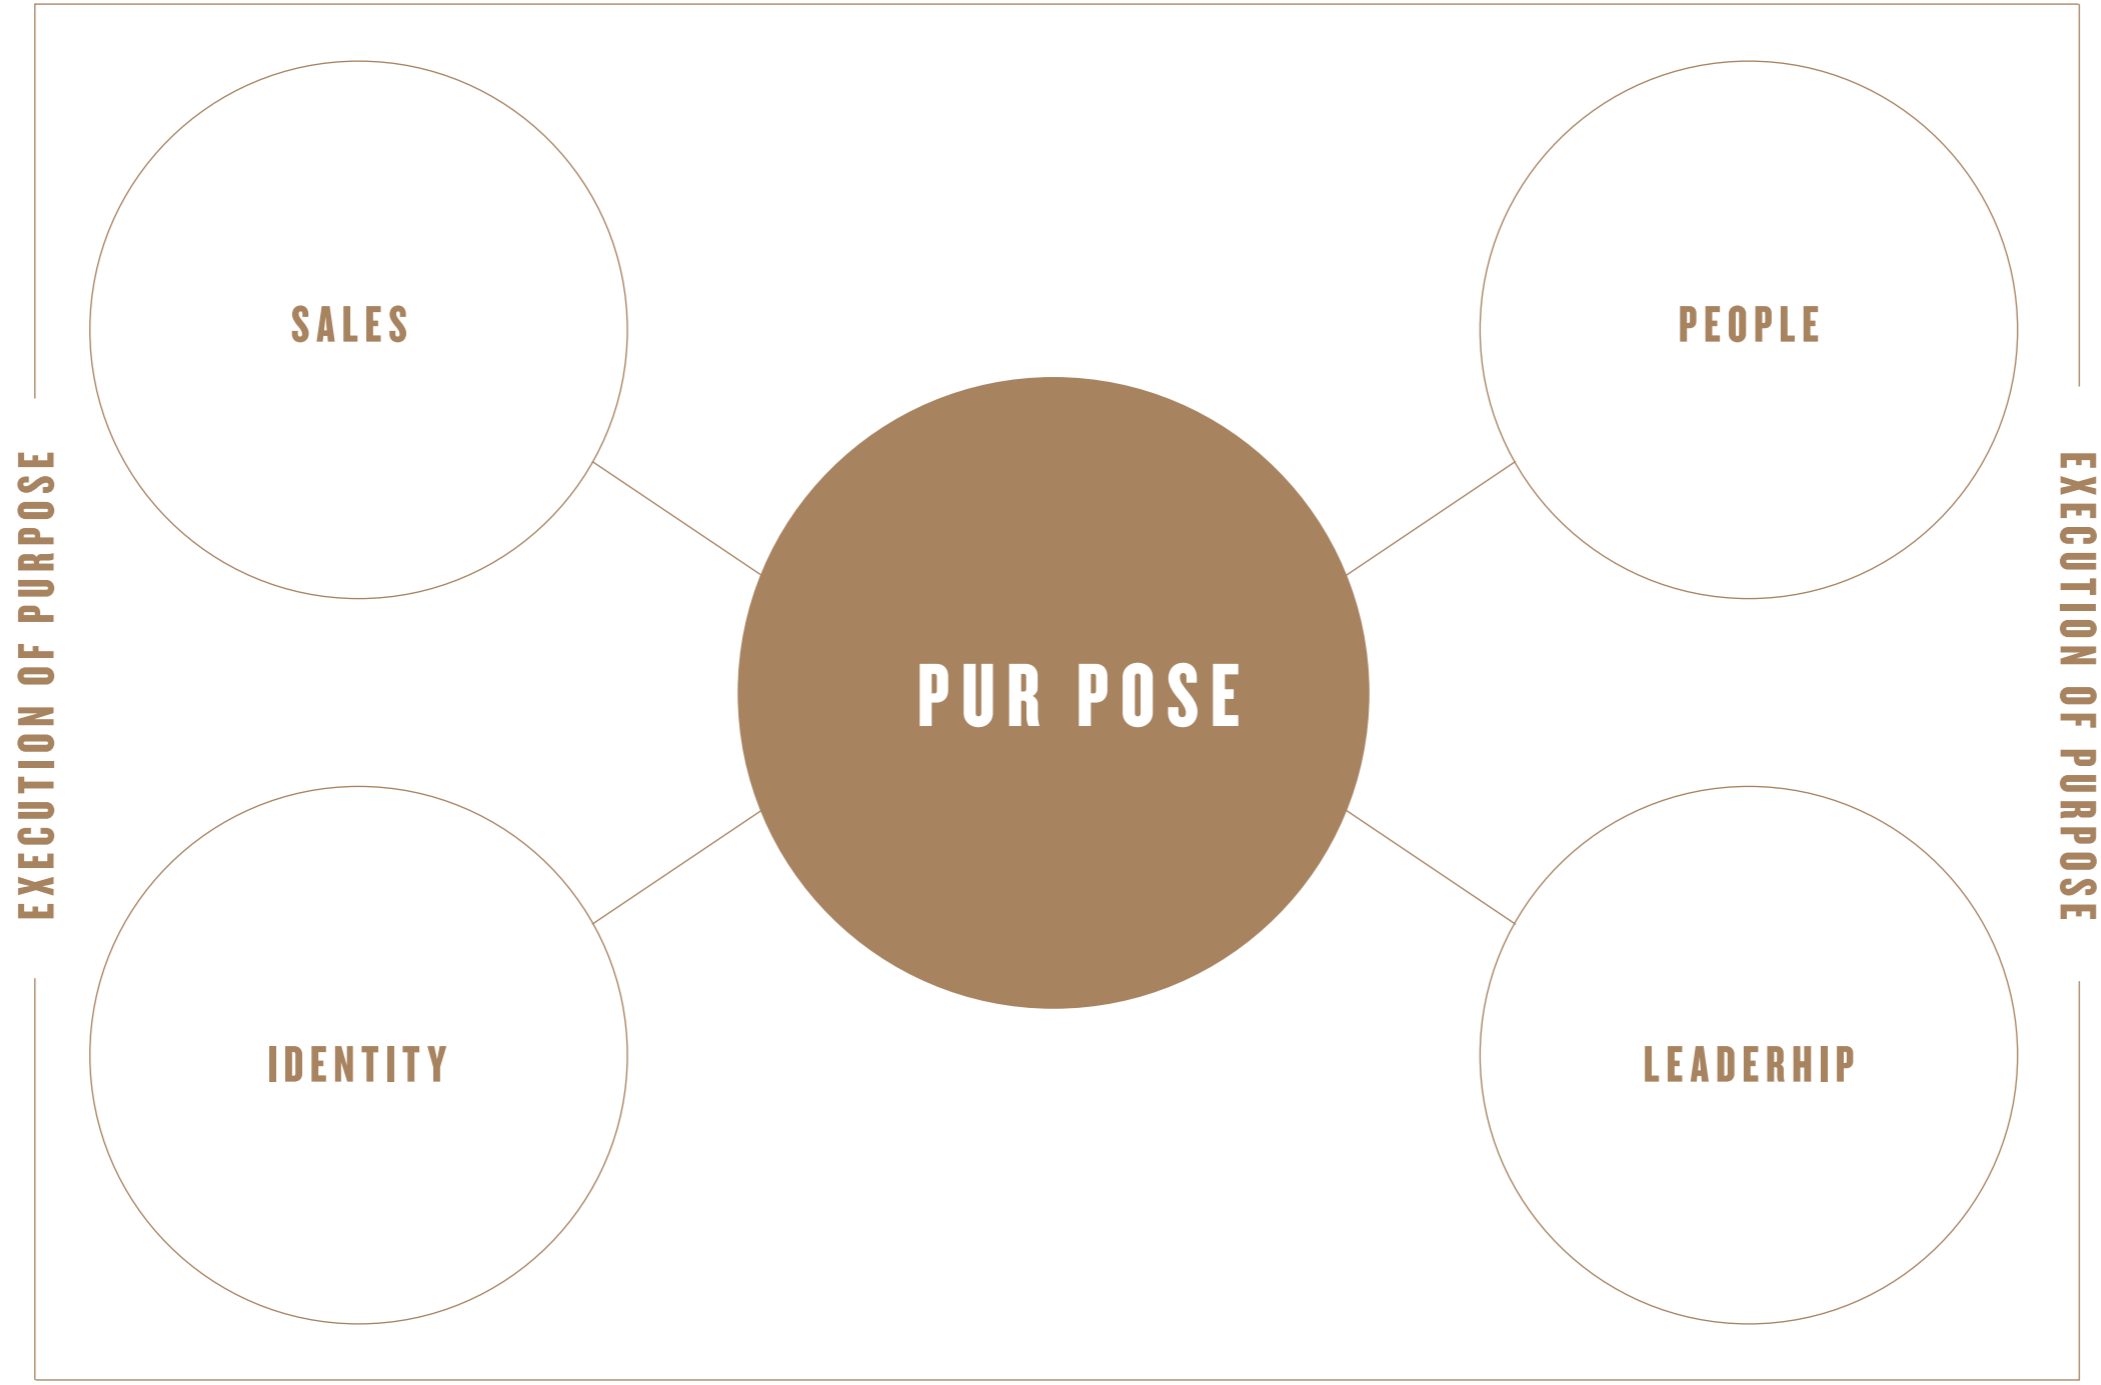 SALES
PEOPLE
EXECUTION OF PURPOSE
PUR POSE
EXECUTION OF PURPOSE
IDENTITY
LEADERHIP